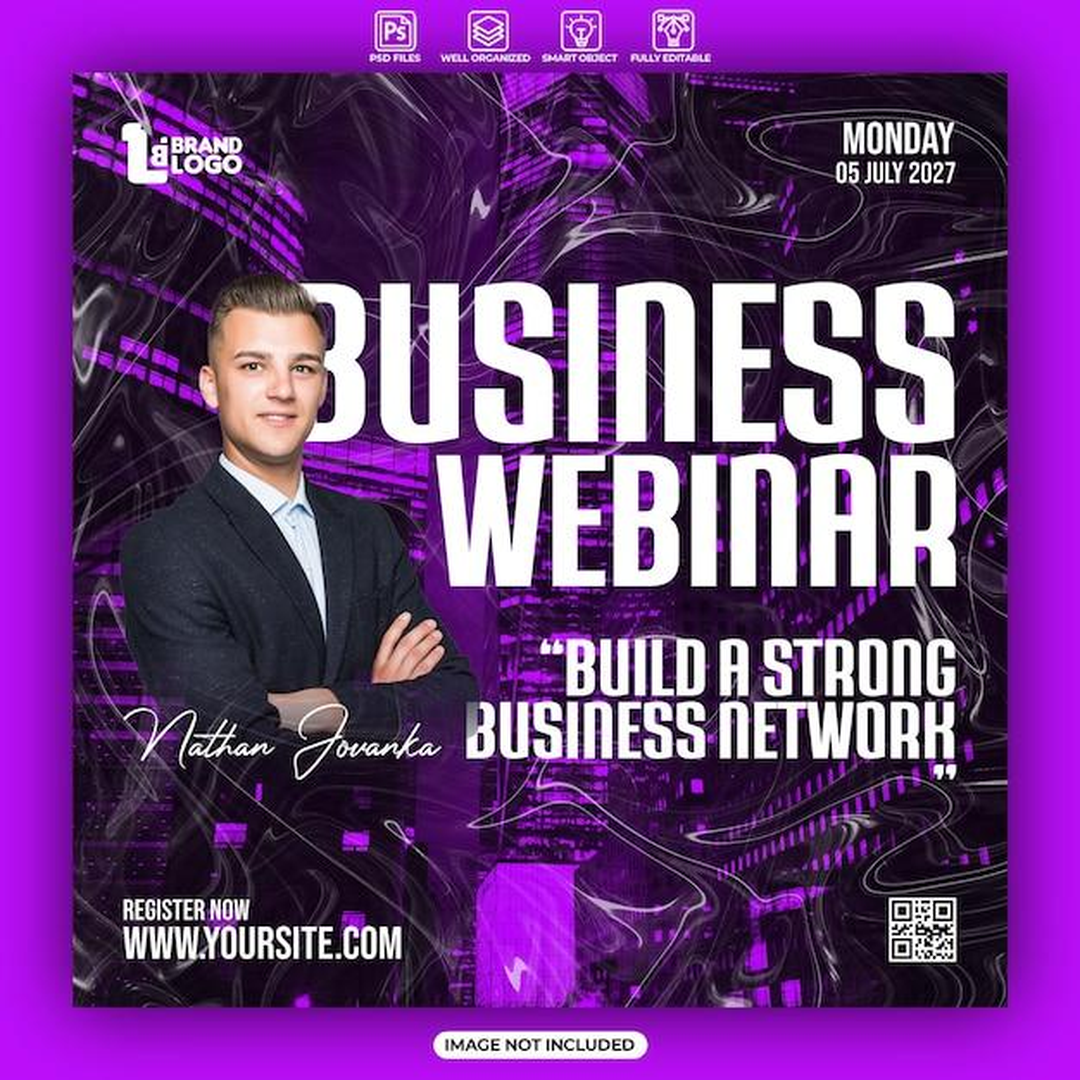 Ps
PSD FILES
WELL ORGANIZED
SMART OBJECT
FULLY EDITABLE
BRAND
LOGO
MONDAY
05 JULY 2027
BUSINESS
WEBINAR
“BUILD A STRONG
BUSINESS NETWORK
”
Nathan Jovanka
REGISTER NOW
WWW.YOURSITE.COM
IMAGE NOT INCLUDED